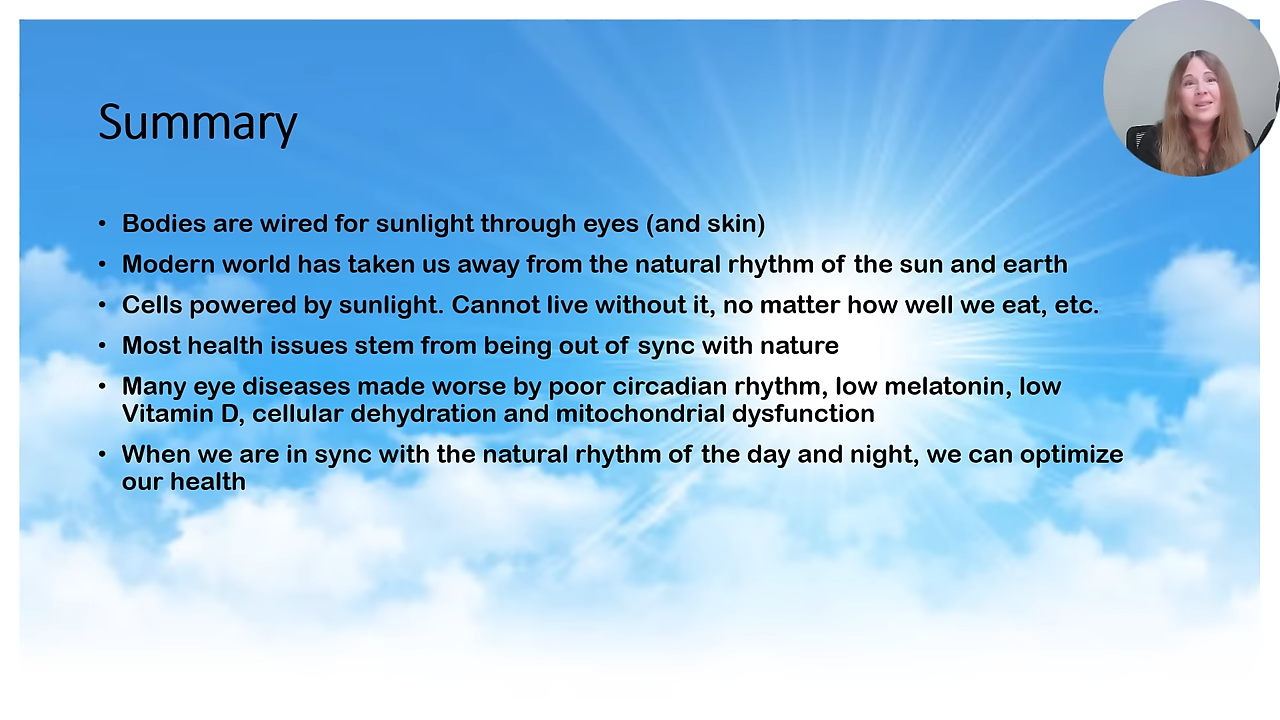 Summary
• Bodies are wired for sunlight through eyes (and skin)
• Modern world has taken us away from the natural rhythm of the sun and earth
• Cells powered by sunlight. Cannot live without it, no matter how well we eat, etc.
• Most health issues stem from being out of sync with nature
• Many eye diseases made worse by poor circadian rhythm, low melatonin, low
Vitamin D, cellular dehydration and mitochondrial dysfunction
• When we are in sync with the natural rhythm of the day and night, we can optimize
our health